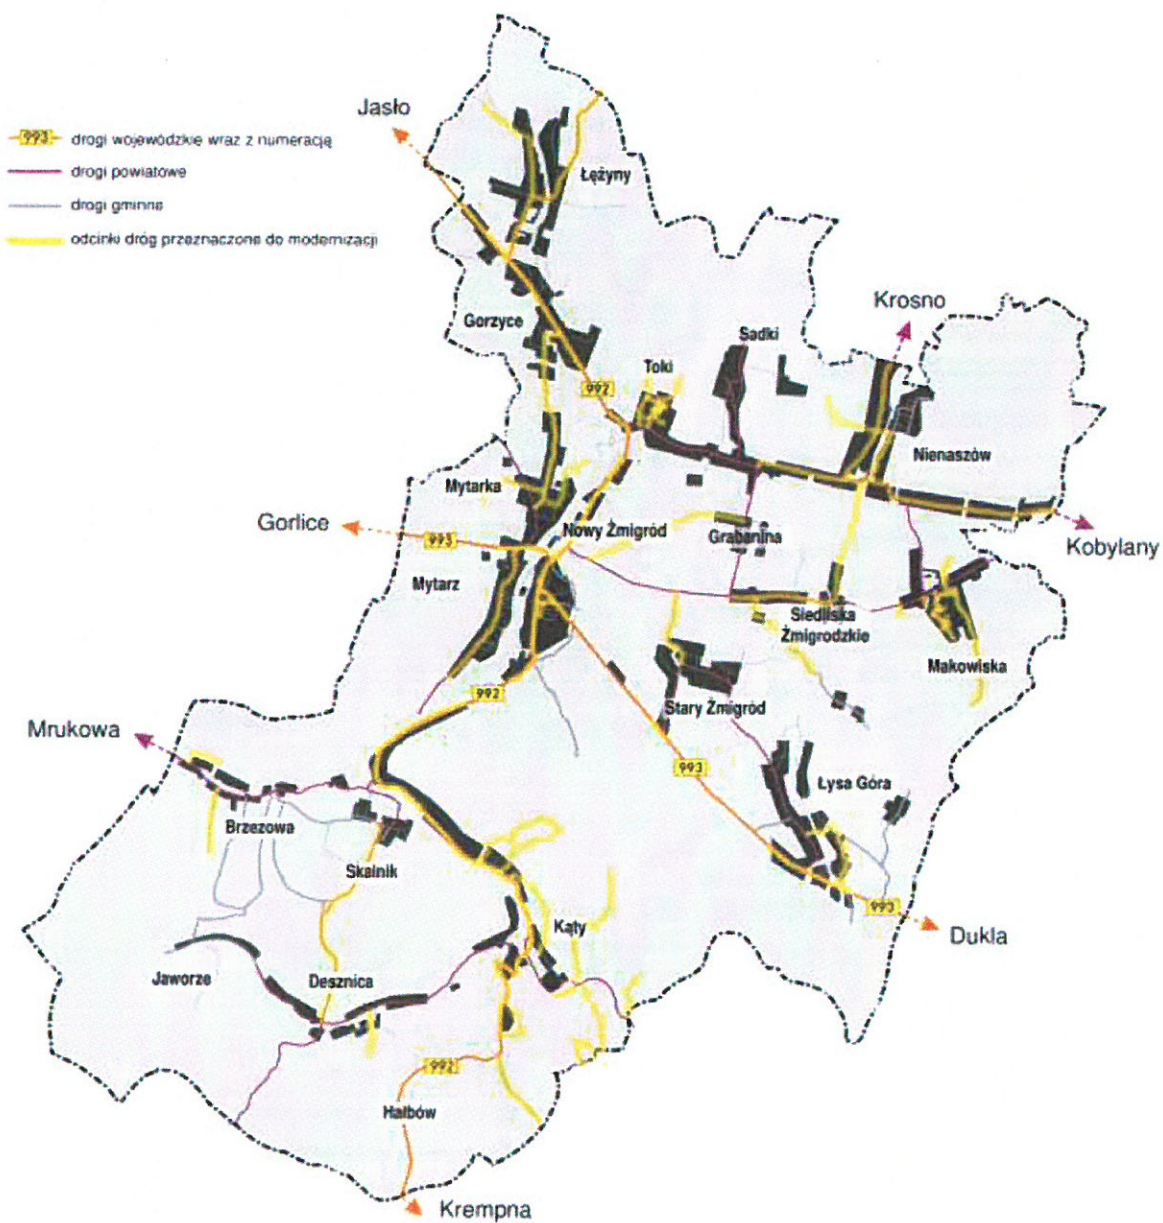 Jasło
993 drogi wojewódzkie wraz z numeracją
drogi powiatowe
drogi gminne
odcinki dróg przeznaczone do modernizacji
Łężyny
Krosno
Gorzyce
Sadki
Toki
992
Nienaszów
Mytarka
Gorlice
993
Nowy Żmigród
Grabanina
Kobylany
Mytarz
Siedliska
Żmigrodzkie
Makowiska
992
Stary Żmigród
Mrukowa
993
Łysa Góra
Brzezowa
Skalnik
993
Kąty
Dukla
Jaworze
Desznica
992
Hałbów
Krempna